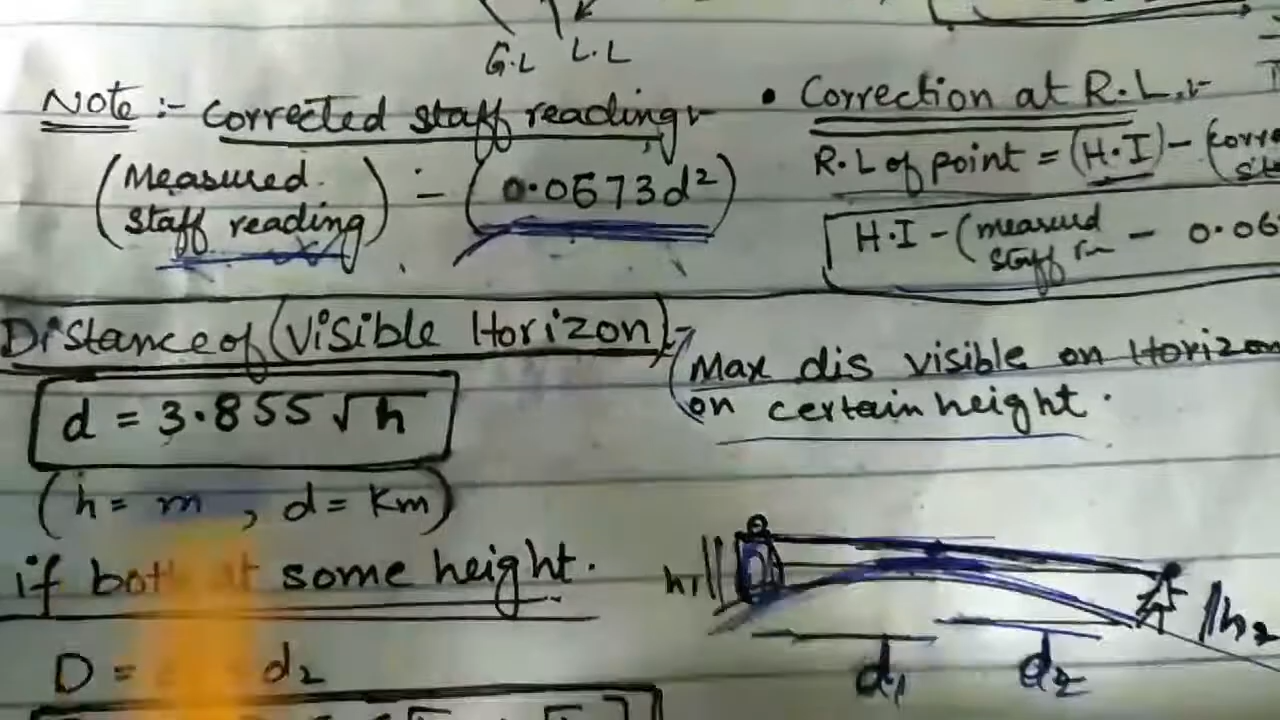 G.L L.L
Note :- Corrected staff reading:-
(Measured staff reading) :- (0.0673d²)
• Correction at R.L.:-
R.L of point = (H.I) - (corre
H.I - (measured staff - 0.06
Distance of (Visible Horizon):-
(Max dis visible on Horizon
on certain height.
d = 3.855√h
(h = m , d = Km)
if bot at some height.
h₁ h₂
D = d₂
d₁ d₂